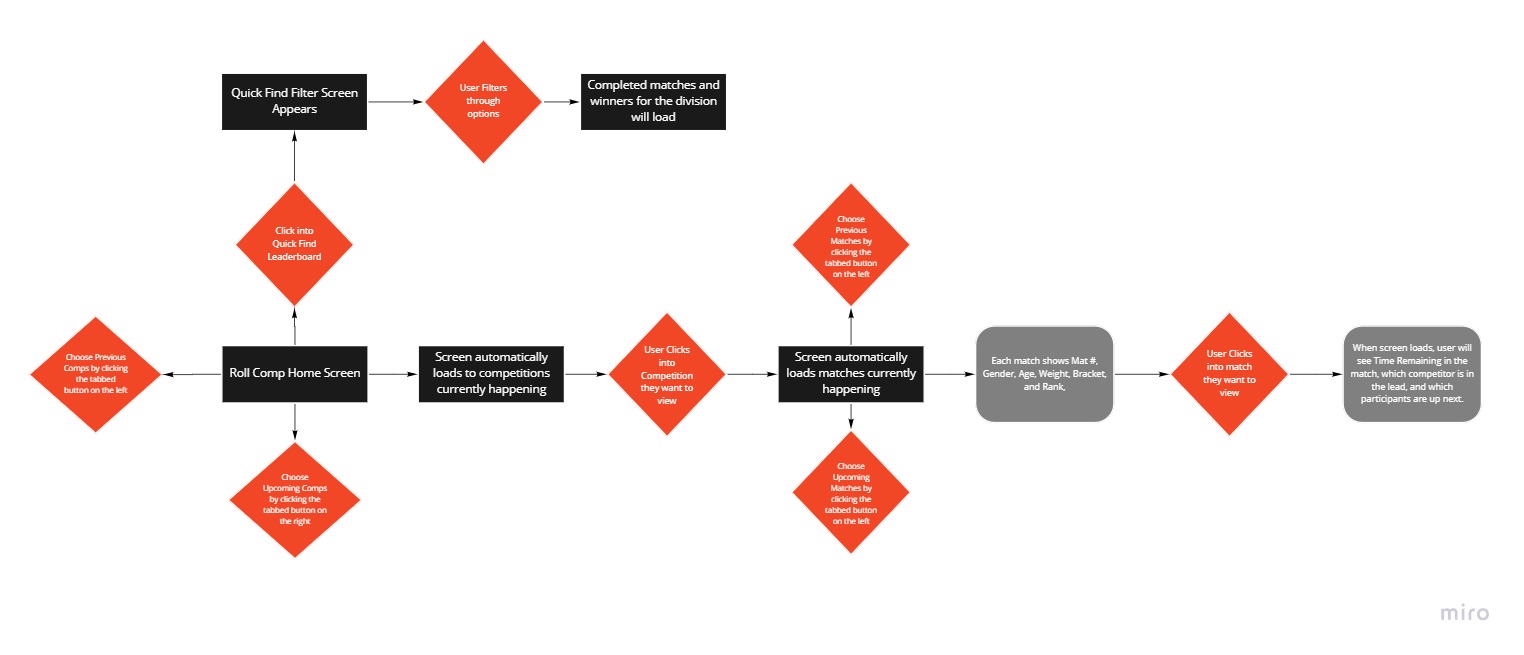 Quick Find Filter Screen
Appears
User Filters
through
options
Completed matches and
winners for the division
will load
Click into
Quick Find
Leaderboard
Choose
Previous
Matches by
clicking the
tabbed button
on the left
Choose Previous
Comps by clicking
the tabbed
button on the left
Roll Comp Home Screen
Screen automatically
loads to competitions
currently happening
User Clicks
into
Competition
they want to
view
Screen automatically
loads matches currently
happening
Each match shows Mat #,
Gender, Age, Weight, Bracket,
and Rank.
User Clicks
into match
they want to
view
When screen loads, user will
see Time Remaining in the
match, which competitor is in
the lead, and which
participants are up next.
Choose
Upcoming Comps
by clicking the
tabbed button on
the right
Choose
Upcoming
Matches by
clicking the
tabbed button
on the left
miro